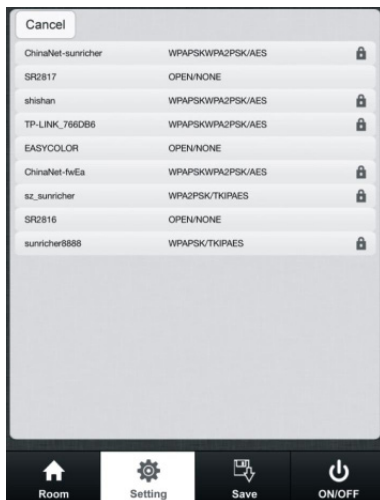 Cancel
ChinaNet-sunricher WPAPSKWPA2PSK/AES
SR2817 OPEN/NONE
shishan WPAPSKWPA2PSK/AES
TP-LINK_766DB6 WPAPSKWPA2PSK/AES
EASYCOLOR OPEN/NONE
ChinaNet-fwEa WPAPSKWPA2PSK/AES
sz_sunricher WPA2PSK/TKIPAES
SR2816 OPEN/NONE
sunricher8888 WPAPSK/TKIPAES
Room Setting Save ON/OFF